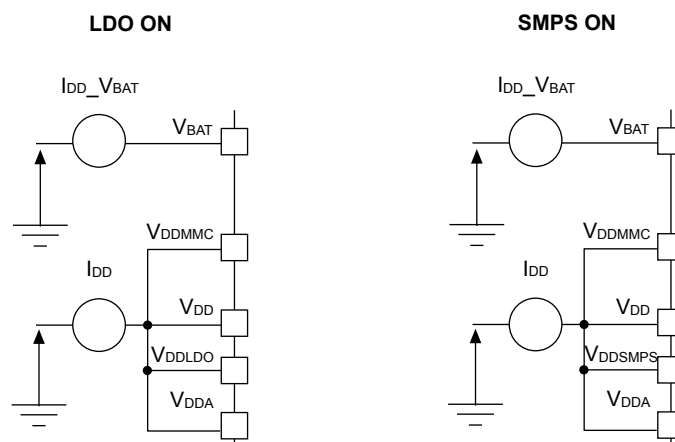 LDO ON
SMPS ON
IDD_VBAT
VBAT
VDDMMC
IDD
VDD
VDDLDO
VDDA
IDD_VBAT
VBAT
VDDMMC
IDD
VDD
VDDSMPS
VDDA